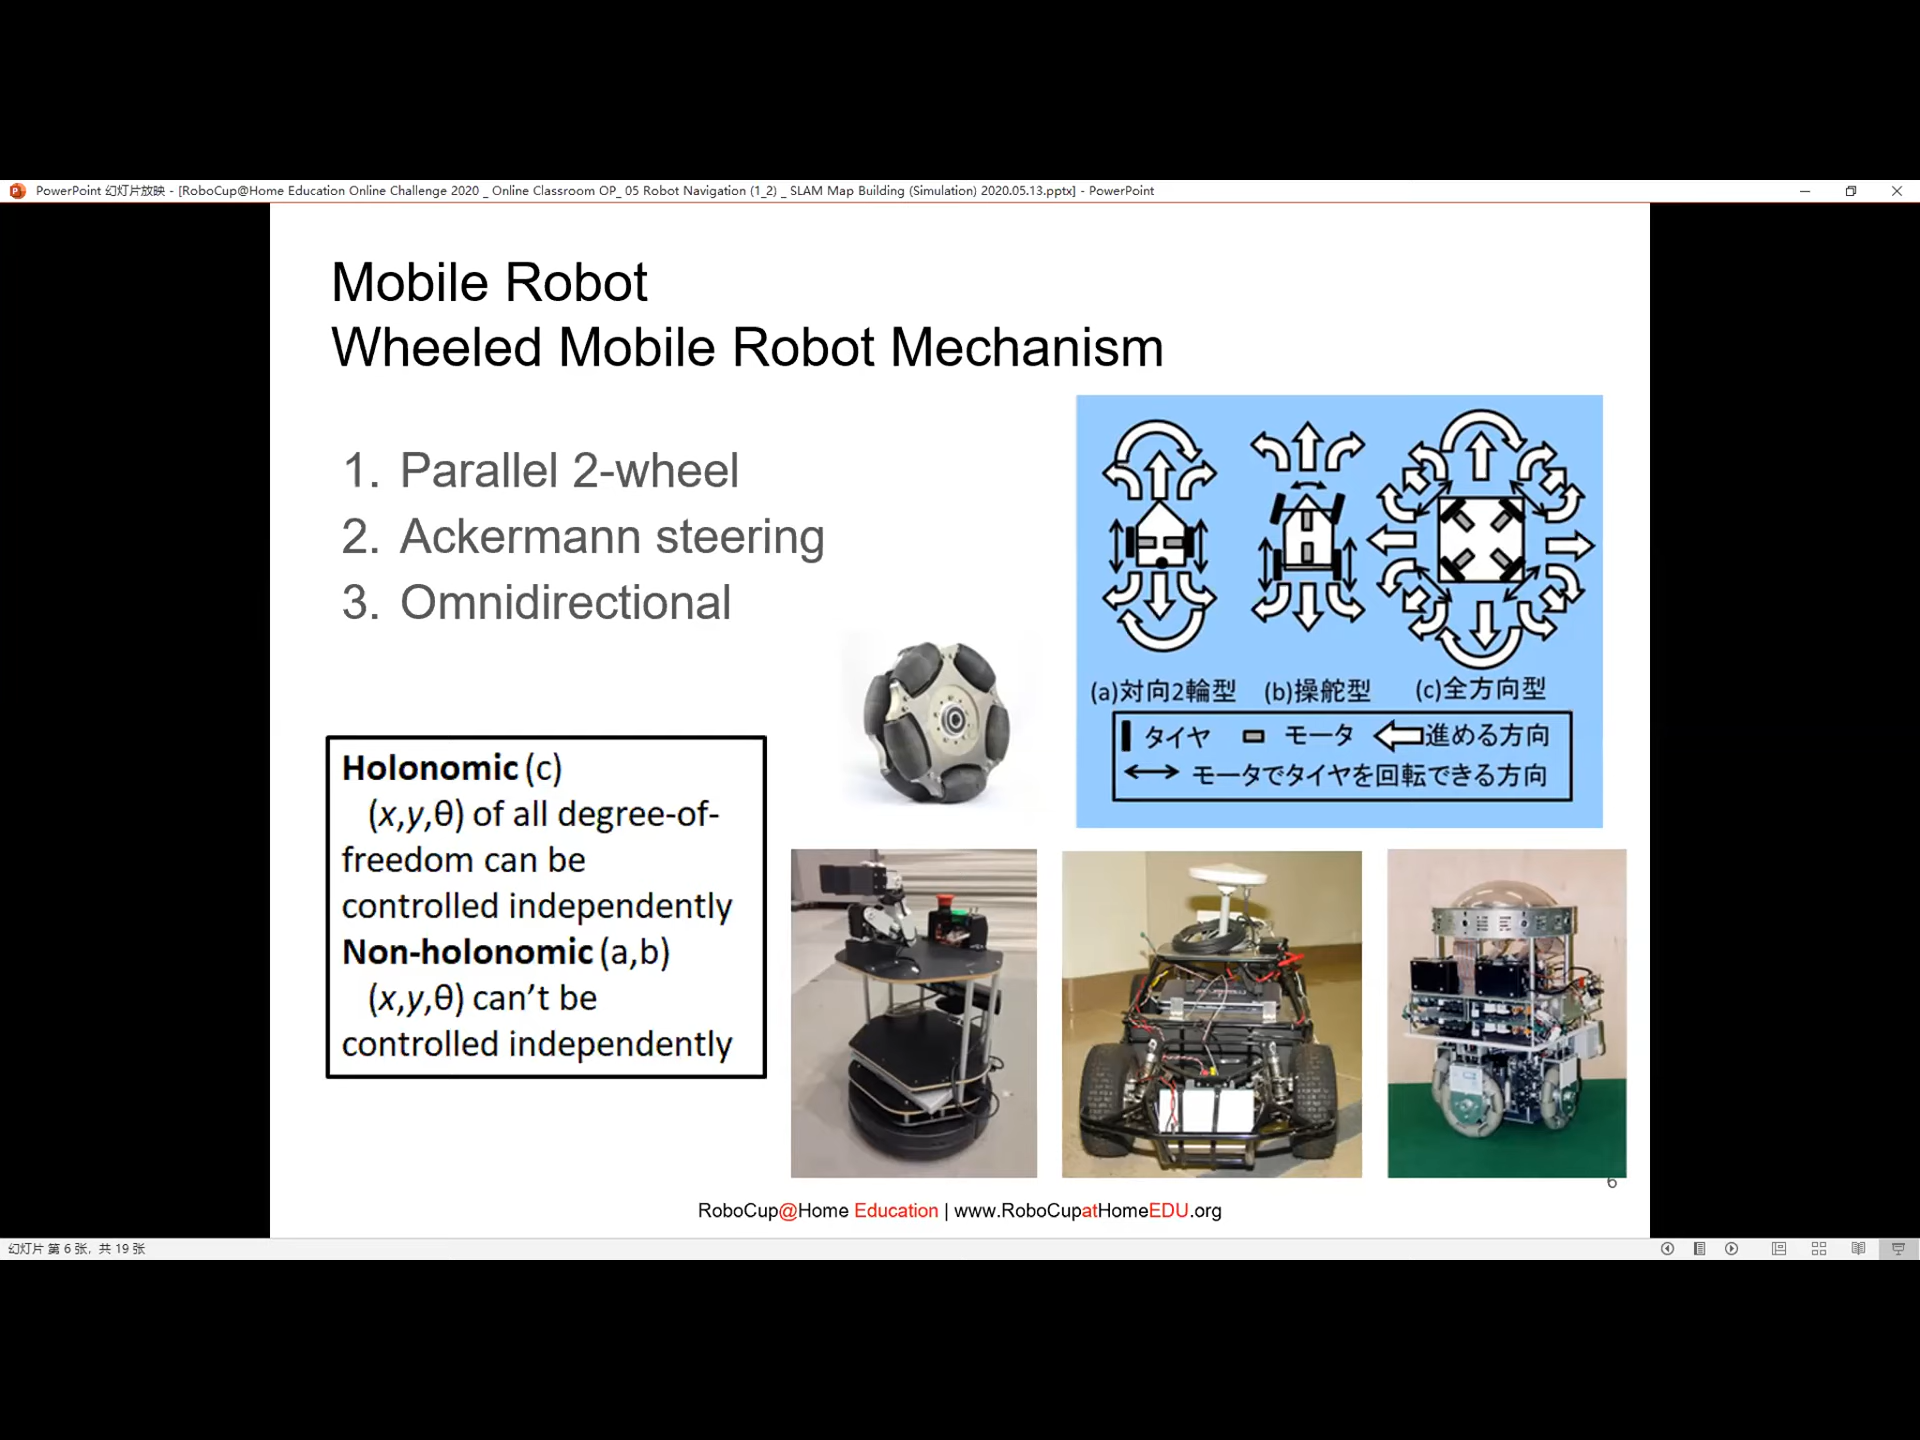 PowerPoint 幻灯片放映 - [RoboCup@Home Education Online Challenge 2020 _ Online Classroom OP_ 05 Robot Navigation (1_2) _ SLAM Map Building (Simulation) 2020.05.13.pptx] - PowerPoint
Mobile Robot
Wheeled Mobile Robot Mechanism
1. Parallel 2-wheel
2. Ackermann steering
3. Omnidirectional
(a)対向2輪型 (b)操舵型 (c)全方向型
タイヤ モータ 進める方向
モータでタイヤを回転できる方向
Holonomic (c)
(x,y,θ) of all degree-of-
freedom can be
controlled independently
Non-holonomic (a,b)
(x,y,θ) can't be
controlled independently
6
RoboCup@Home Education | www.RoboCupatHomeEDU.org
幻灯片 第 6 张，共 19 张